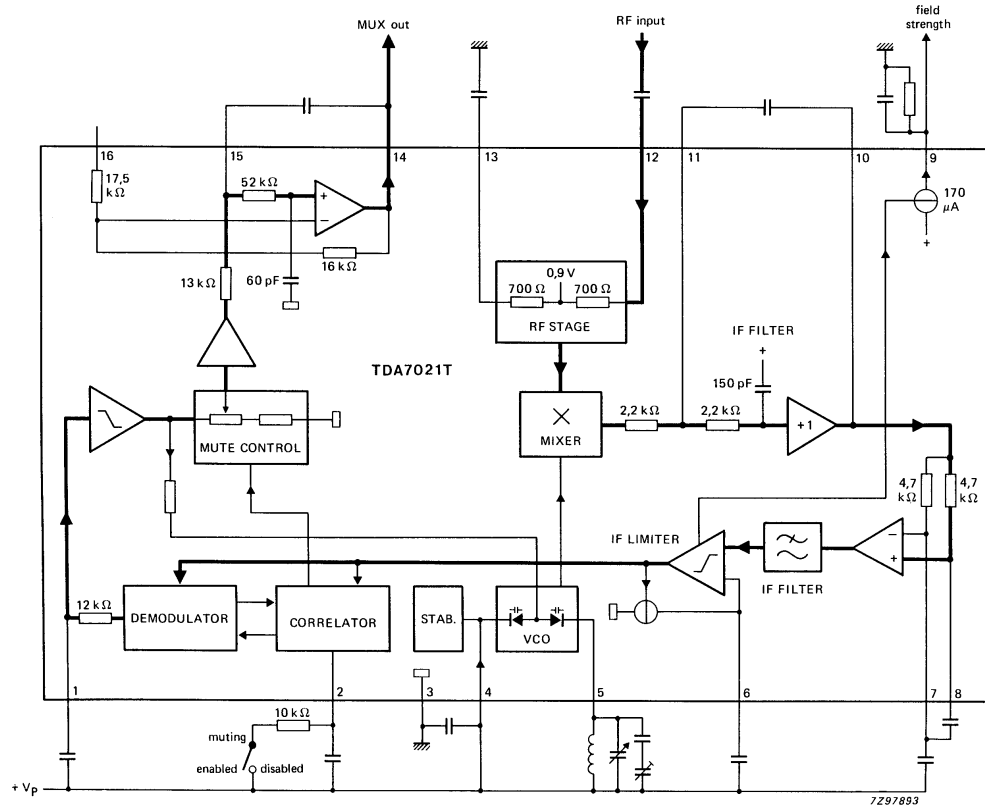 MUX out
RF input
field
strength
16
15
14
13
12
11
10
9
17,5
kΩ
52 kΩ
+
−
16 kΩ
60 pF
13 kΩ
170
µA
+
0,9 V
700 Ω
700 Ω
RF STAGE
TDA7021T
IF FILTER
+
150 pF
MUTE CONTROL
MIXER
2,2 kΩ
2,2 kΩ
+1
4,7
kΩ
4,7
kΩ
IF LIMITER
−
+
IF FILTER
12 kΩ
DEMODULATOR
CORRELATOR
STAB.
VCO
1
2
3
4
5
6
7
8
10 kΩ
muting
enabled
disabled
+ VP
7Z97893